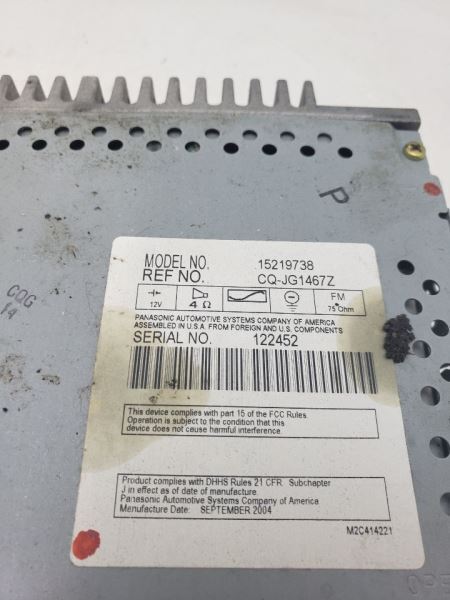 P
MODEL NO. 15219738
REF NO. CQ-JG1467Z
12V 4 Ω FM 75 Ohm
PANASONIC AUTOMOTIVE SYSTEMS COMPANY OF AMERICA
ASSEMBLED IN U.S.A. FROM FOREIGN AND U.S. COMPONENTS
SERIAL NO. 122452
This device complies with part 15 of the FCC Rules.
Operation is subject to the condition that this
device does not cause harmful interference.
Product complies with DHHS Rules 21 CFR. Subchapter
J in effect as of date of manufacture.
Panasonic Automotive Systems Company of America
Manufacture Date: SEPTEMBER 2004
M2C414221